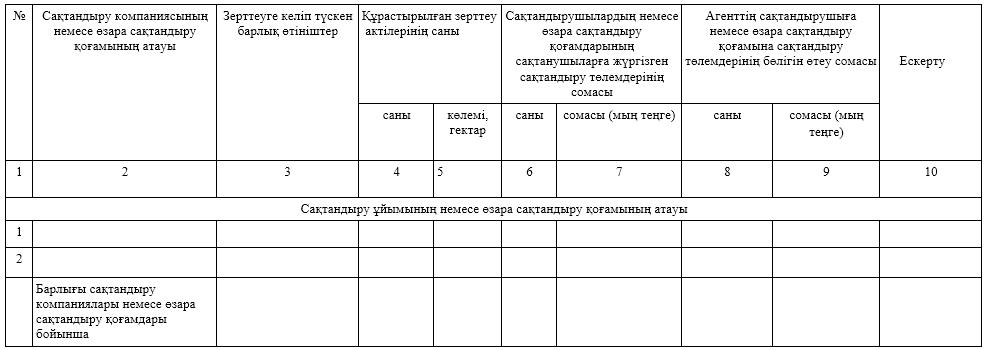 №
Сақтандыру компаниясының
немесе өзара сақтандыру
қоғамының атауы
Зерттеуге келіп түскен
барлық өтініштер
Құрастырылған зерттеу
актілерінің саны
Сақтандырушылардың немесе
өзара сақтандыру
қоғамдарының
сақтанушыларға жүргізген
сақтандыру төлемдерінің
сомасы
Агенттің сақтандырушыға
немесе өзара сақтандыру
қоғамына сақтандыру
төлемдерінің бөлігін өтеу сомасы
Ескерту
саны
көлемі,
гектар
саны
сомасы (мың теңге)
саны
сомасы (мың
теңге)
1 2 3 4 5 6 7 8 9 10
Сақтандыру ұйымының немесе өзара сақтандыру қоғамының атауы
1
2
Барлығы сақтандыру
компаниялары немесе өзара
сақтандыру қоғамдары
бойынша